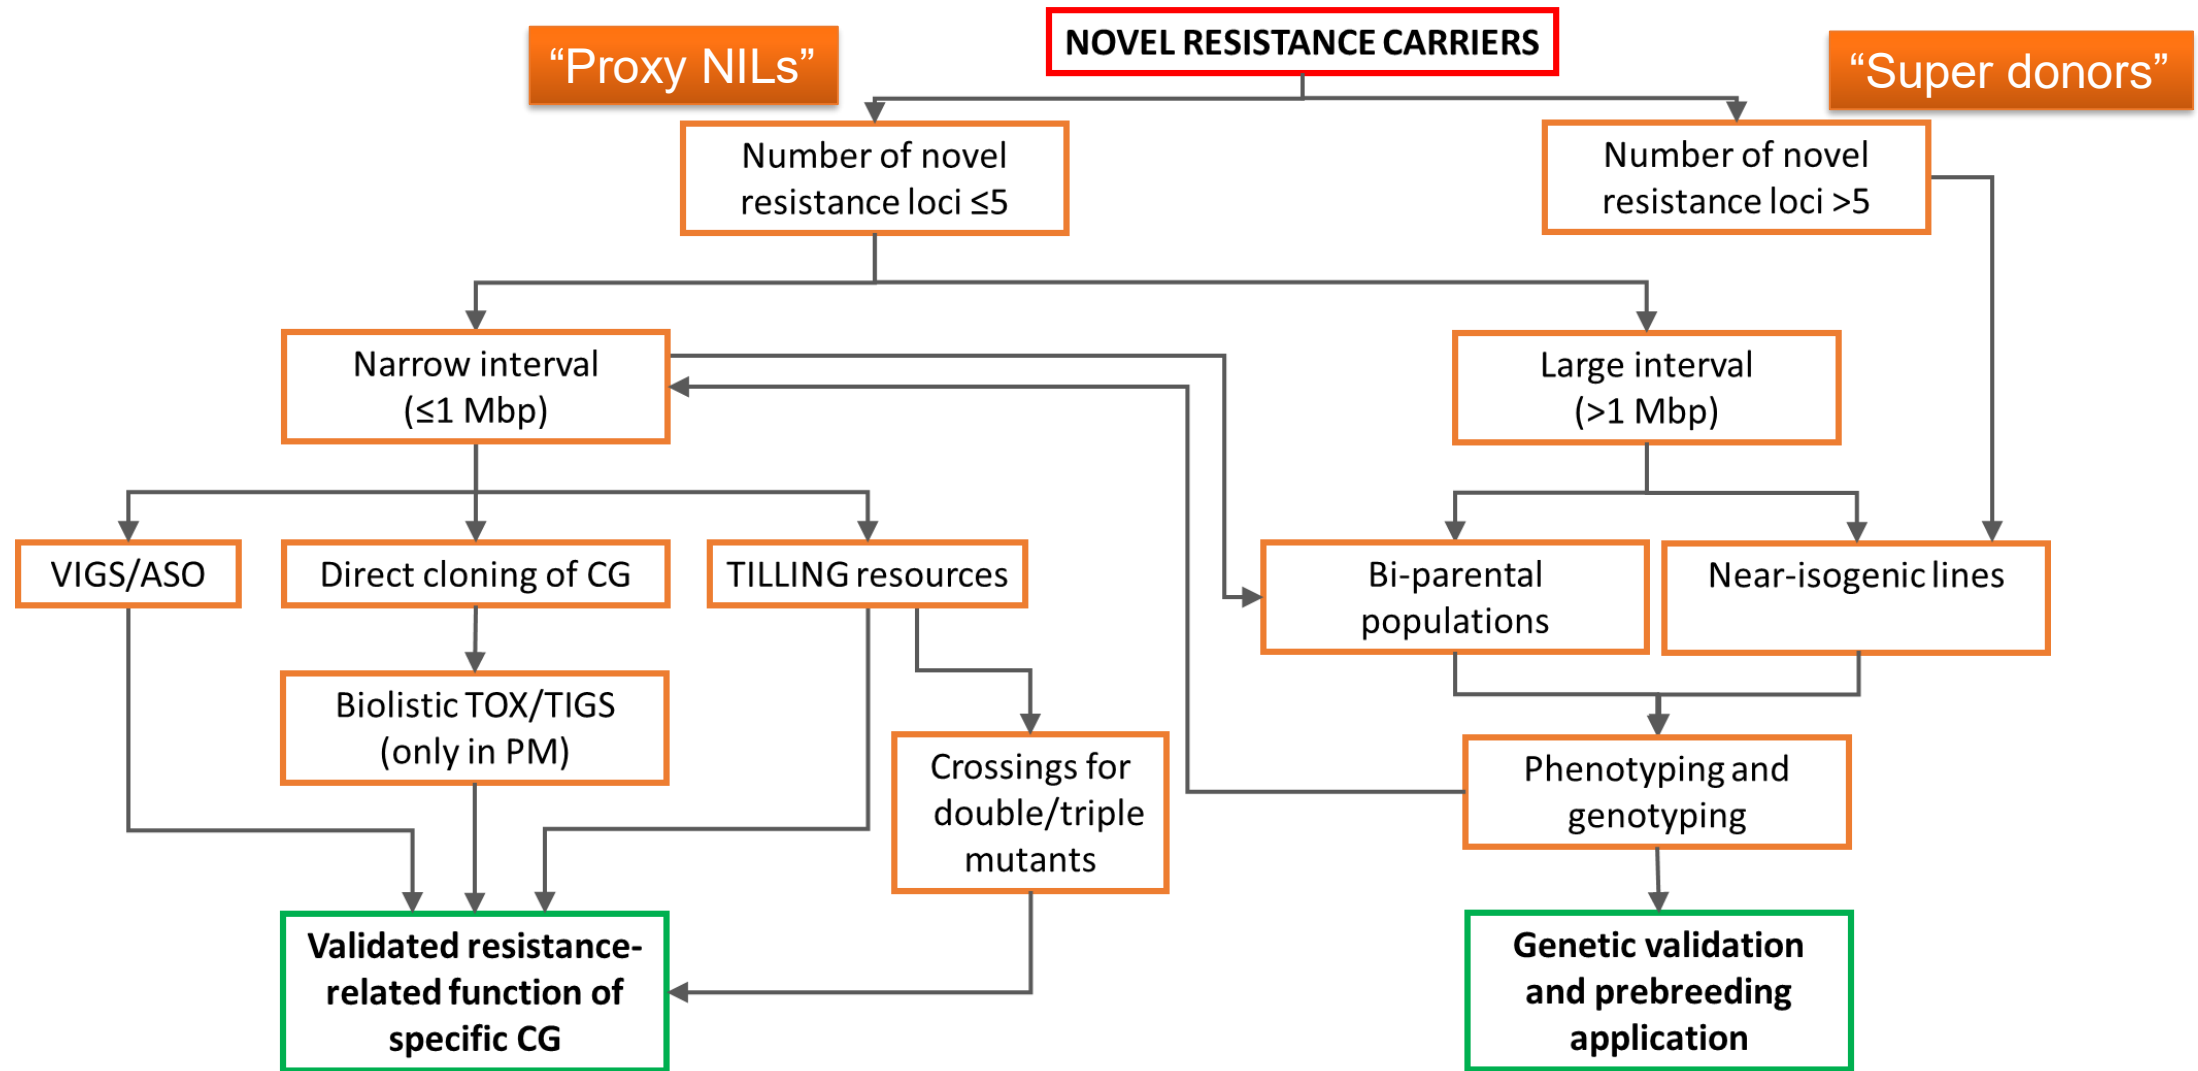 NOVEL RESISTANCE CARRIERS
“Proxy NILs”
“Super donors”
Number of novel
resistance loci ≤5
Number of novel
resistance loci >5
Narrow interval
(≤1 Mbp)
Large interval
(>1 Mbp)
VIGS/ASO
Direct cloning of CG
TILLING resources
Bi-parental
populations
Near-isogenic lines
Biolistic TOX/TIGS
(only in PM)
Crossings for
double/triple
mutants
Phenotyping and
genotyping
Validated resistance-
related function of
specific CG
Genetic validation
and prebreeding
application